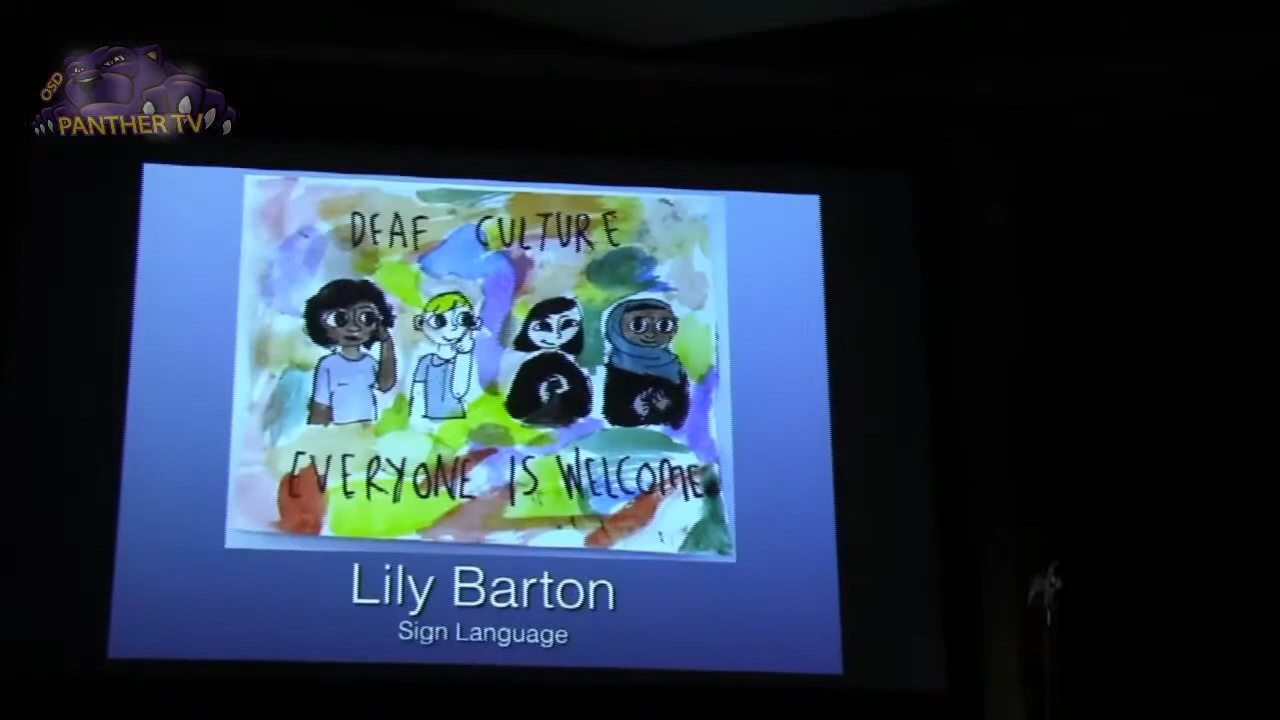 OSD
PANTHER TV
DEAF CULTURE
EVERYONE IS WELCOME
Lily Barton
Sign Language